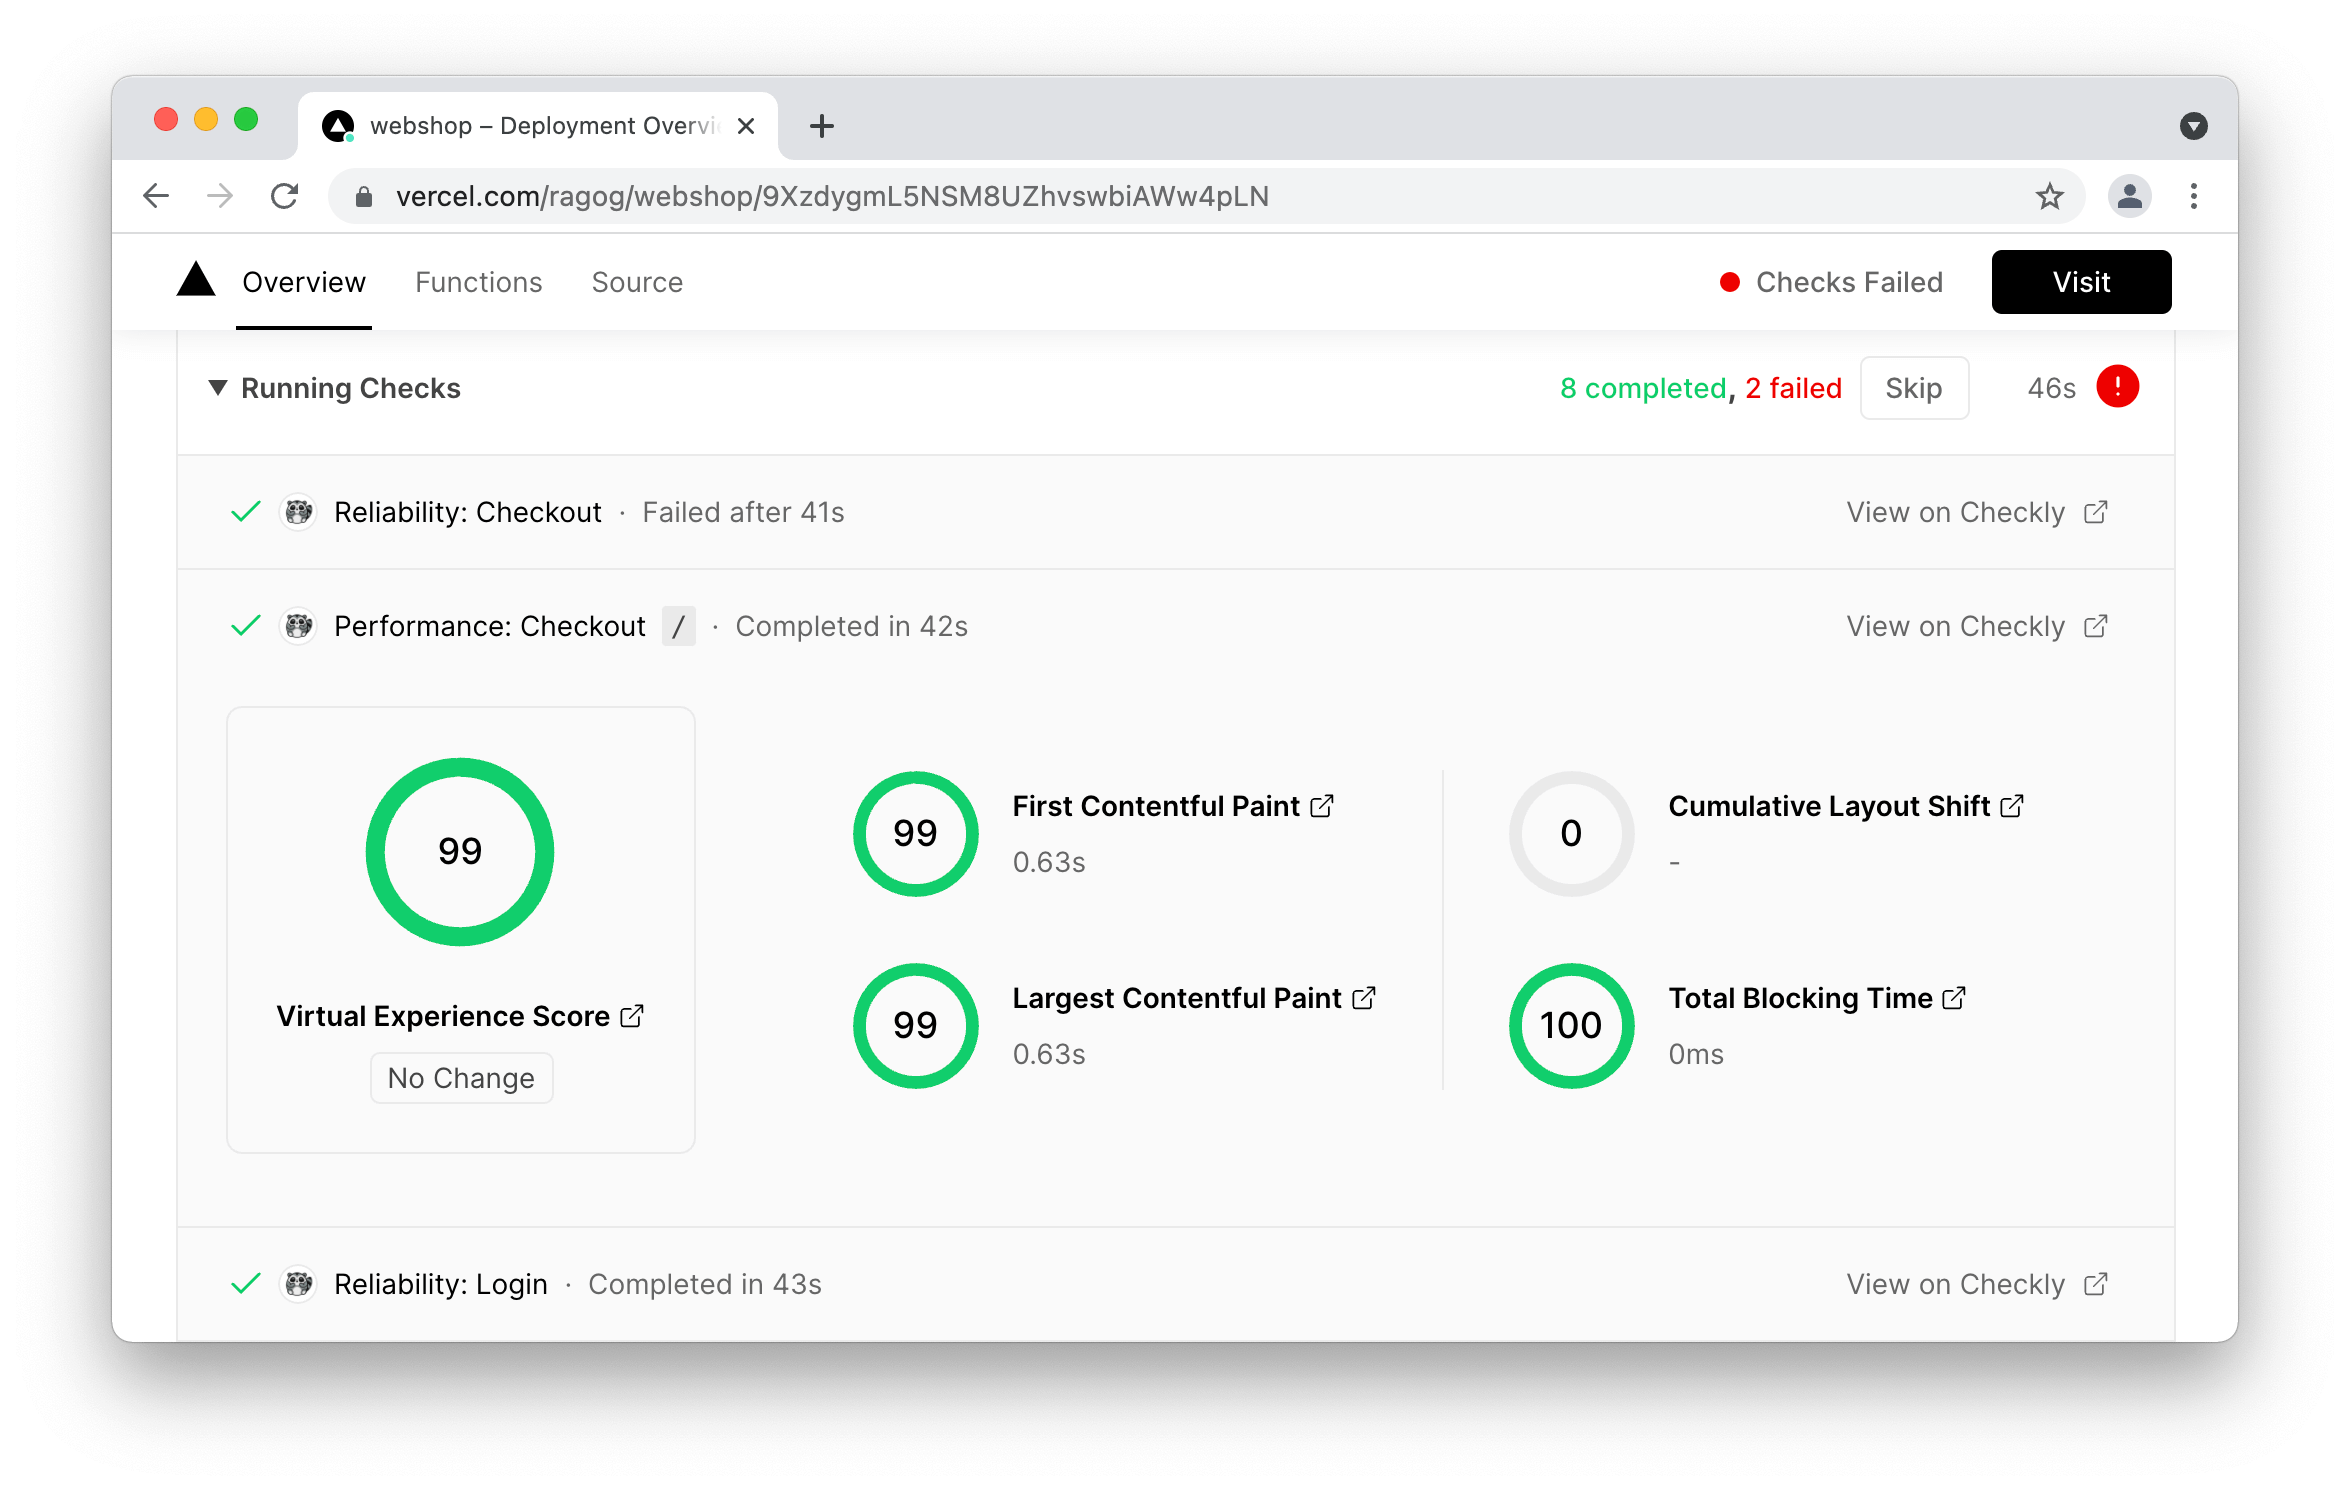 webshop – Deployment Overvi
vercel.com/ragog/webshop/9XzdygmL5NSM8UZhvswbiAWw4pLN
Overview Functions Source Checks Failed Visit
Running Checks 8 completed, 2 failed Skip 46s
Reliability: Checkout · Failed after 41s View on Checkly
Performance: Checkout / · Completed in 42s View on Checkly
99
Virtual Experience Score
No Change
99 First Contentful Paint
0.63s
0 Cumulative Layout Shift
-
99 Largest Contentful Paint
0.63s
100 Total Blocking Time
0ms
Reliability: Login · Completed in 43s View on Checkly